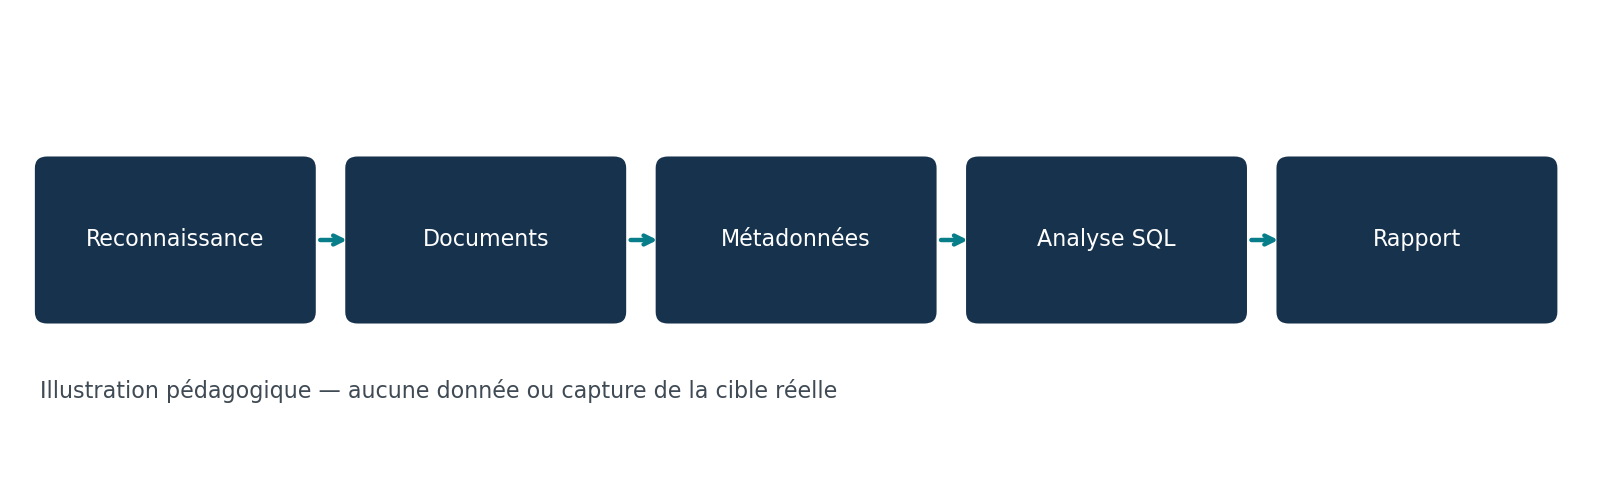 Reconnaissance
Documents
Métadonnées
Analyse SQL
Rapport
Illustration pédagogique — aucune donnée ou capture de la cible réelle